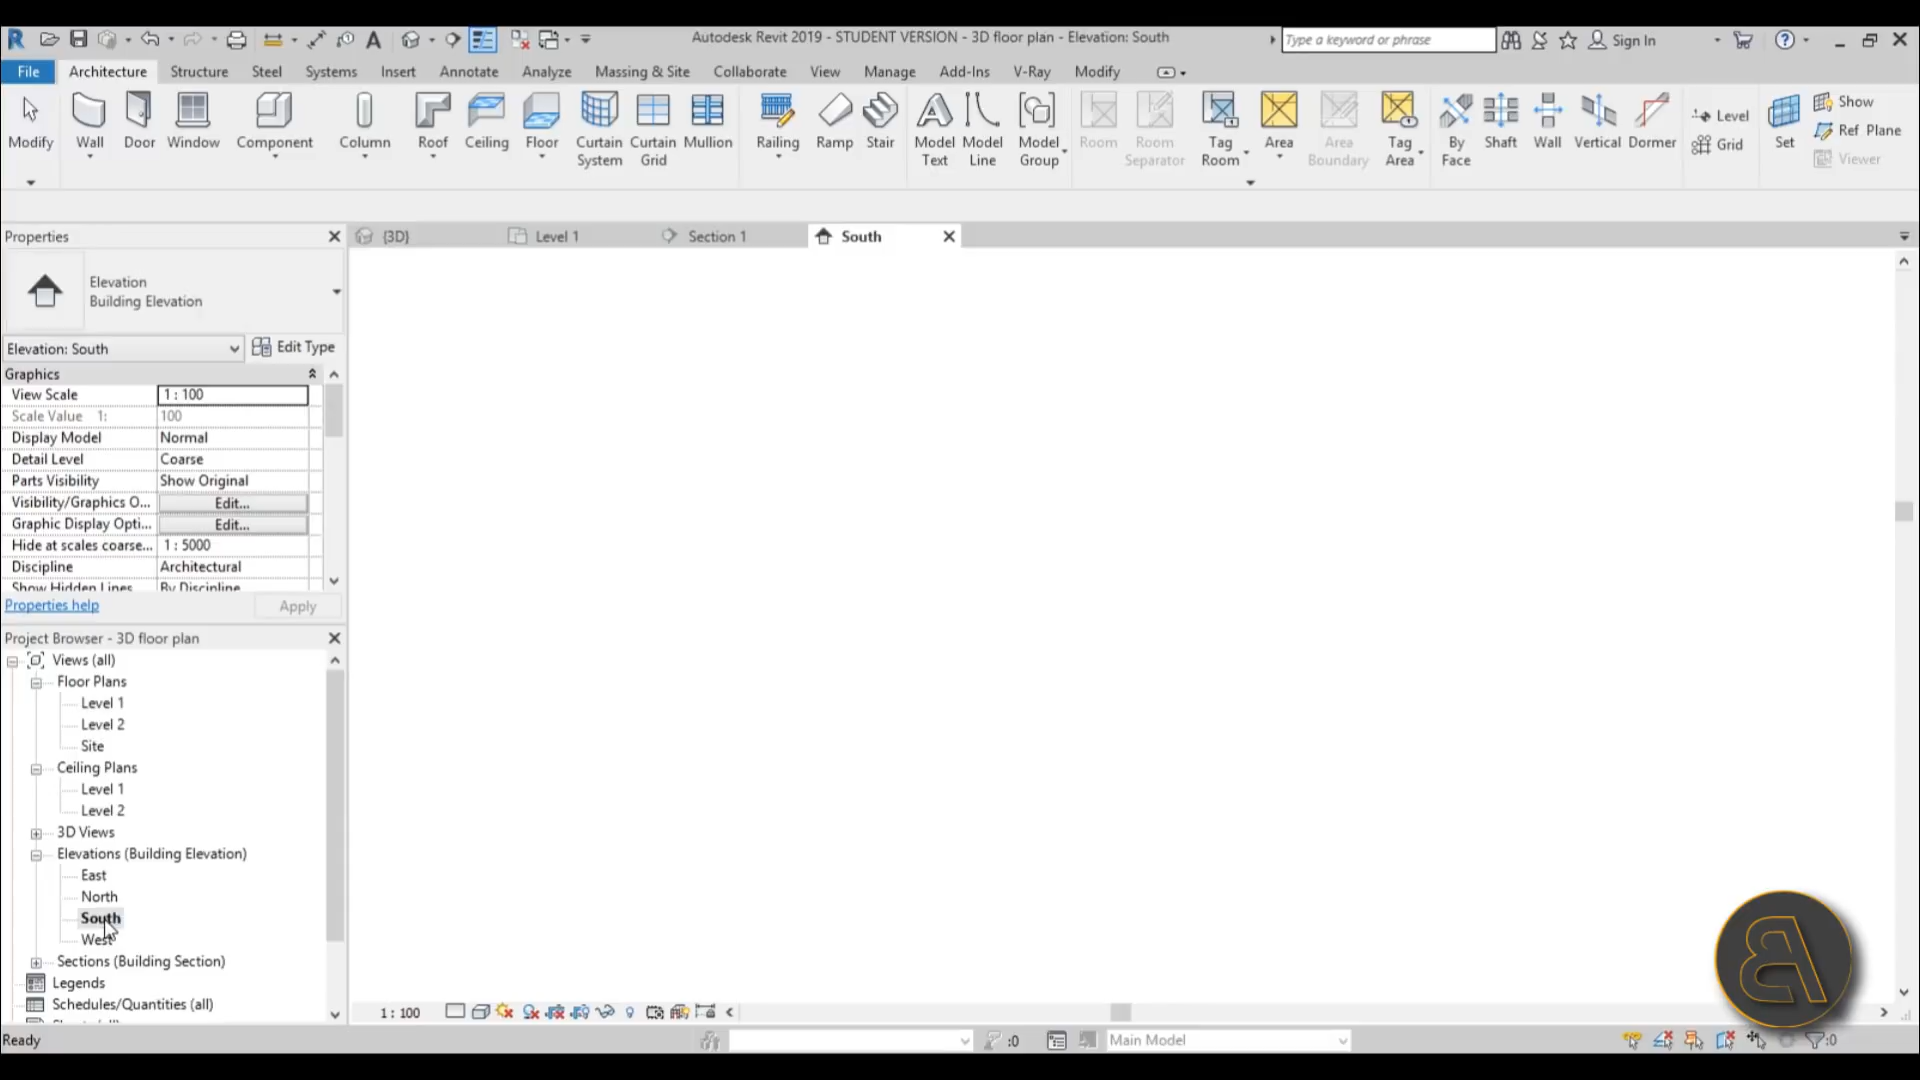 Autodesk Revit 2019 - STUDENT VERSION - 3D floor plan - Elevation: South
Type a keyword or phrase
Sign In
File Architecture Structure Steel Systems Insert Annotate Analyze Massing & Site Collaborate View Manage Add-Ins V-Ray Modify
Modify Wall Door Window Component Column Roof Ceiling Floor Curtain System Curtain Grid Mullion Railing Ramp Stair Model Text Model Line Model Group Room Room Separator Tag Room Area Area Boundary Tag Area By Face Shaft Wall Vertical Dormer Level Grid Set Show Ref Plane Viewer
Properties
{3D} Level 1 Section 1 South
Elevation
Building Elevation
Elevation: South Edit Type
Graphics
View Scale 1 : 100
Scale Value 1: 100
Display Model Normal
Detail Level Coarse
Parts Visibility Show Original
Visibility/Graphics O... Edit...
Graphic Display Opti... Edit...
Hide at scales coarse... 1 : 5000
Discipline Architectural
Show Hidden Lines By Discipline
Properties help Apply
Project Browser - 3D floor plan
Views (all)
Floor Plans
Level 1
Level 2
Site
Ceiling Plans
Level 1
Level 2
3D Views
Elevations (Building Elevation)
East
North
South
West
Sections (Building Section)
Legends
Schedules/Quantities (all)
1 : 100
Ready :0 Main Model :0